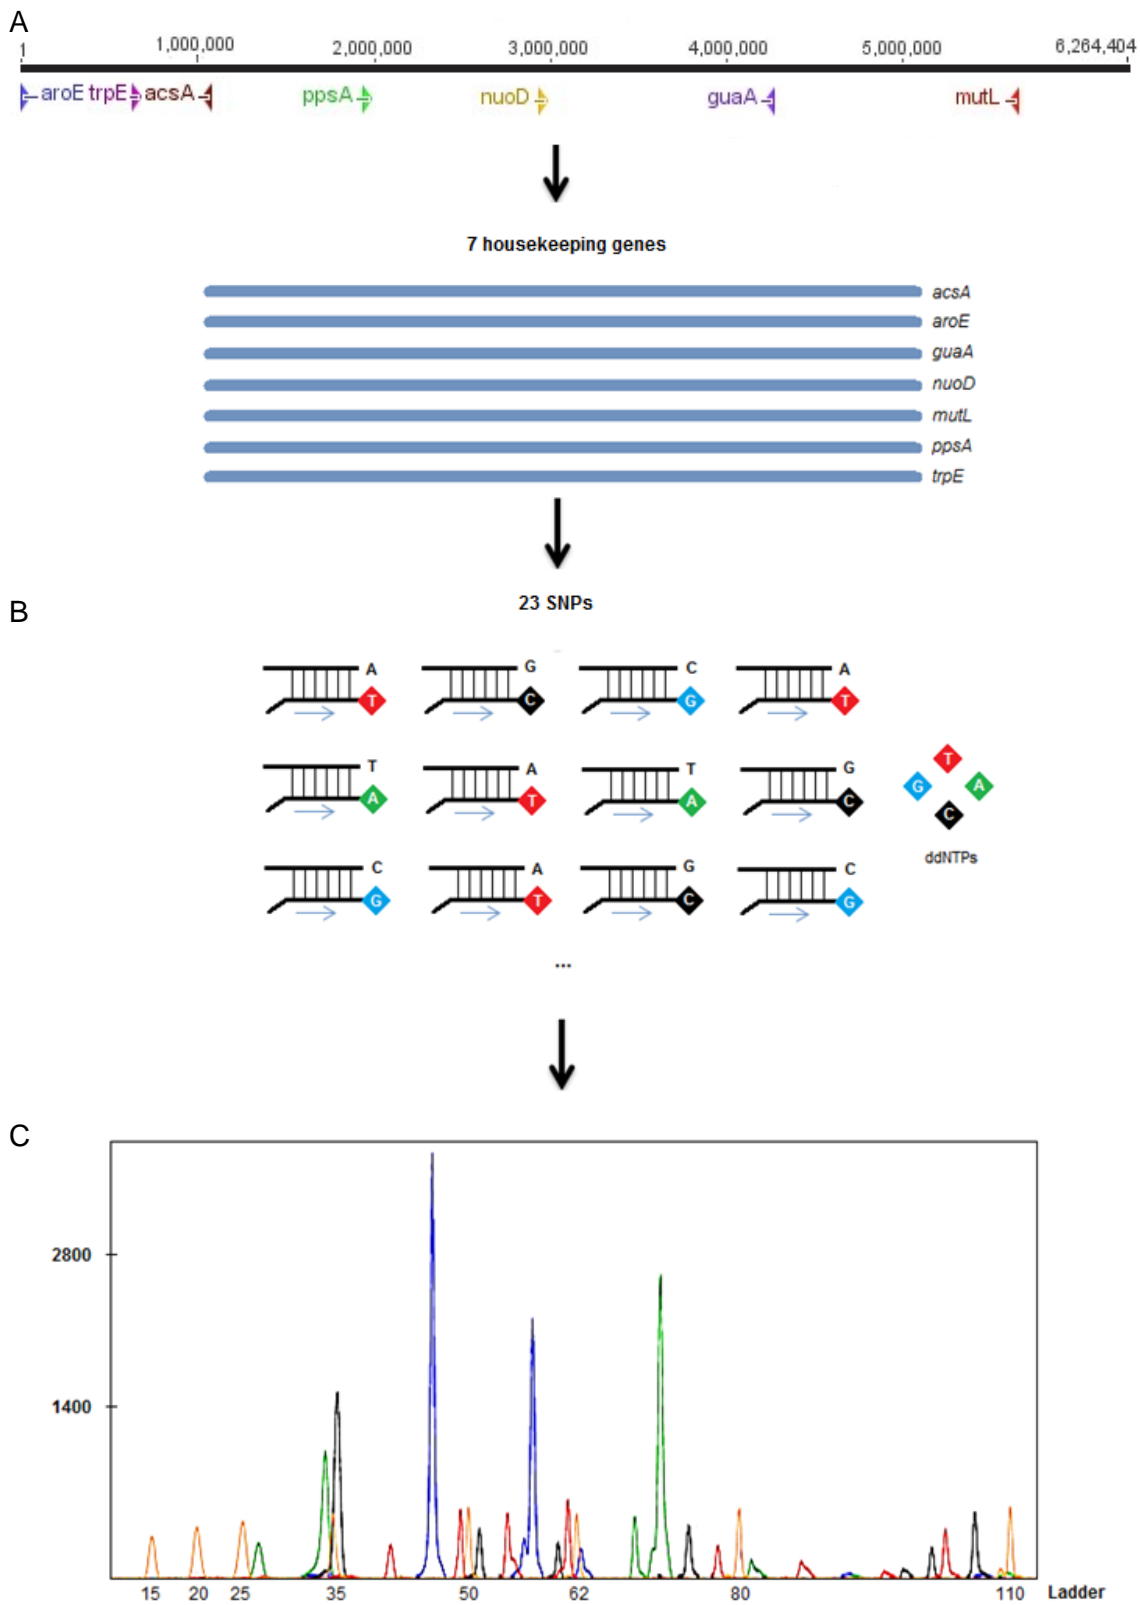 A
1 1,000,000 2,000,000 3,000,000 4,000,000 5,000,000 6,264,404
aroE trpE acsA ppsA nuoD guaA mutL
7 housekeeping genes
acsA
aroE
guaA
nuoD
mutL
ppsA
trpE
B
23 SNPs
A G C A
T C G T
T A T G
A T A C
C A G C
G T C G
T
G A
C
ddNTPs
...
C
2800
1400
15 20 25 35 50 62 80 110 Ladder